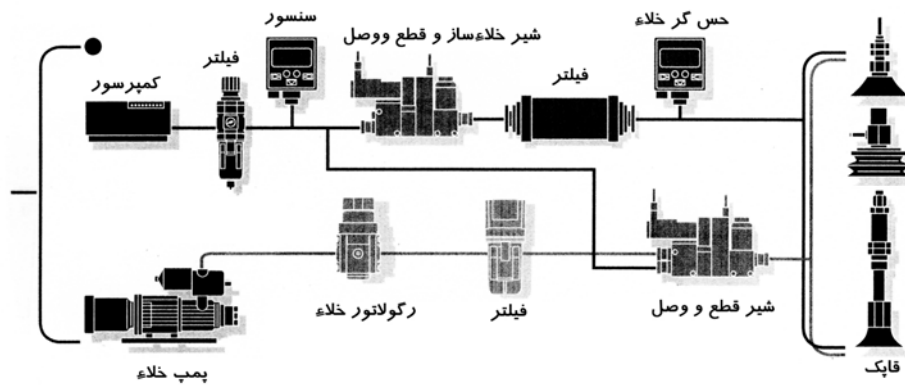 سنسور
حس گر خلاء
شیر خلاءساز و قطع ووصل
فیلتر
فیلتر
کمپرسور
رگولاتور خلاء
فیلتر
شیر قطع و وصل
پمپ خلاء
قاپک